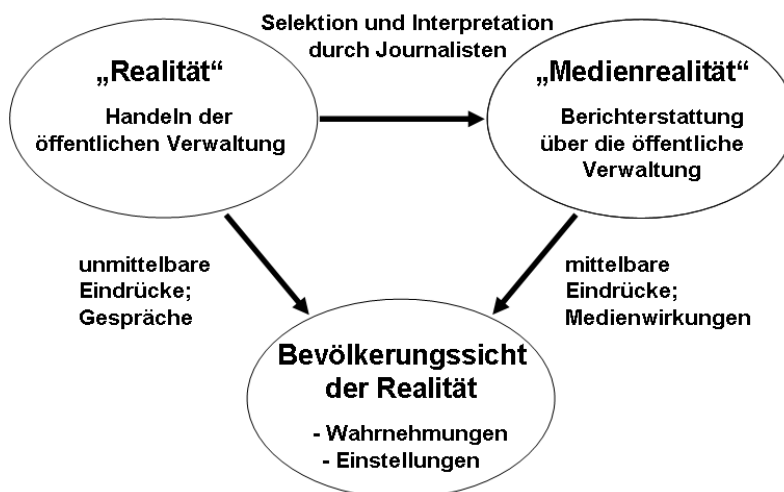 Selektion und Interpretation
durch Journalisten
„Realität“
Handeln der
öffentlichen Verwaltung
„Medienrealität“
Berichterstattung
über die öffentliche
Verwaltung
unmittelbare
Eindrücke;
Gespräche
mittelbare
Eindrücke;
Medienwirkungen
Bevölkerungssicht
der Realität
- Wahrnehmungen
- Einstellungen